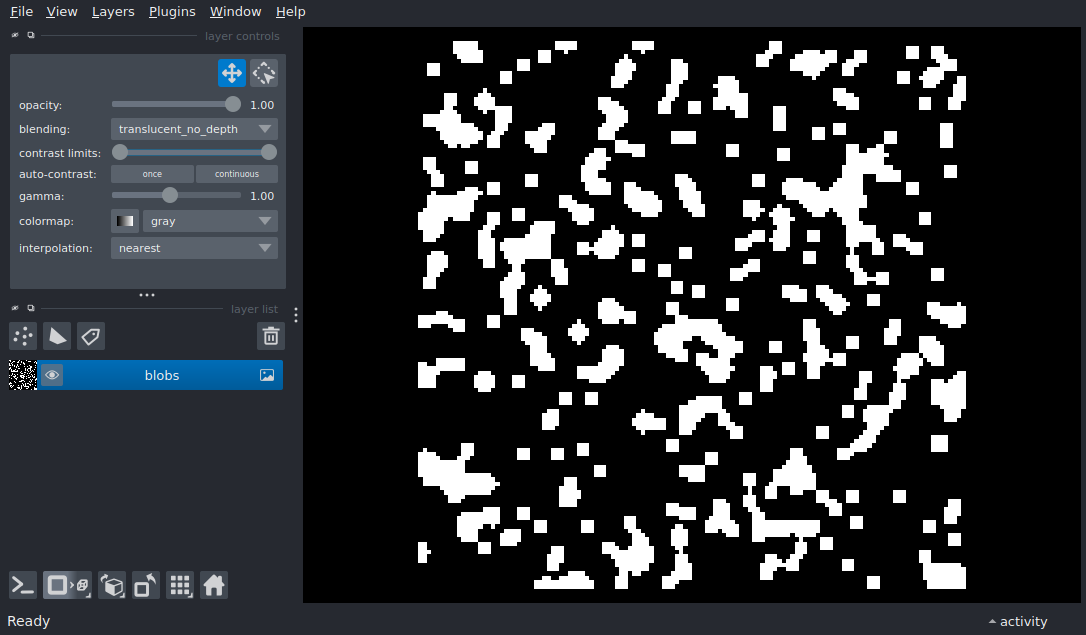 File View Layers Plugins Window Help
layer controls
opacity: 1.00
blending: translucent_no_depth
contrast limits:
auto-contrast: once continuous
gamma: 1.00
colormap: gray
interpolation: nearest
layer list
blobs
Ready
activity